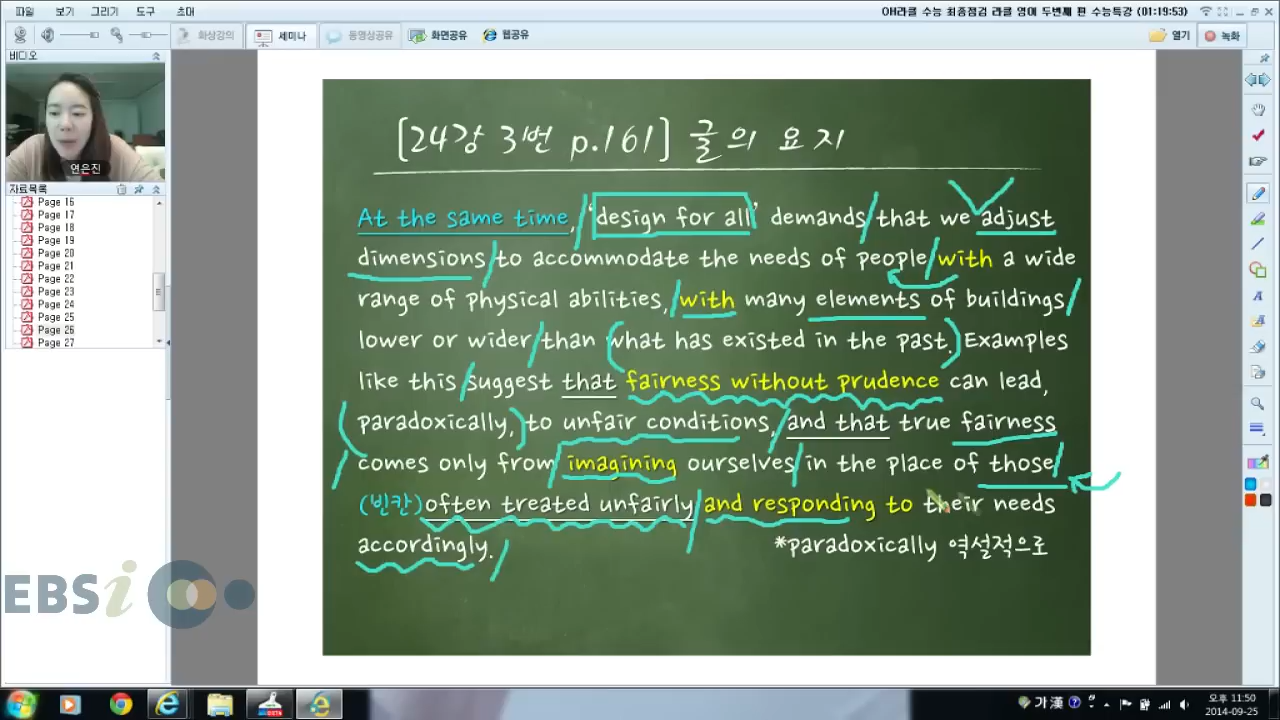 파일 보기 그리기 도구 초대
OH라클 수능 최종점검 라클 영어 두번째 편 수능특강 (01:19:53)
화상강의 세미나 동영상공유 화면공유 웹공유 열기 녹화
비디오
연은진
자료목록
Page 16
Page 17
Page 18
Page 19
Page 20
Page 21
Page 22
Page 23
Page 24
Page 25
Page 26
Page 27
[24강 3번 p.161] 글의 요지
At the same time, 'design for all' demands that we adjust
dimensions to accommodate the needs of people with a wide
range of physical abilities, with many elements of buildings
lower or wider than what has existed in the past. Examples
like this suggest that fairness without prudence can lead,
paradoxically, to unfair conditions, and that true fairness
comes only from imagining ourselves in the place of those
(빈칸) often treated unfairly and responding to their needs
accordingly.
*paradoxically 역설적으로
EBSi
가 漢
오후 11:50
2014-09-25